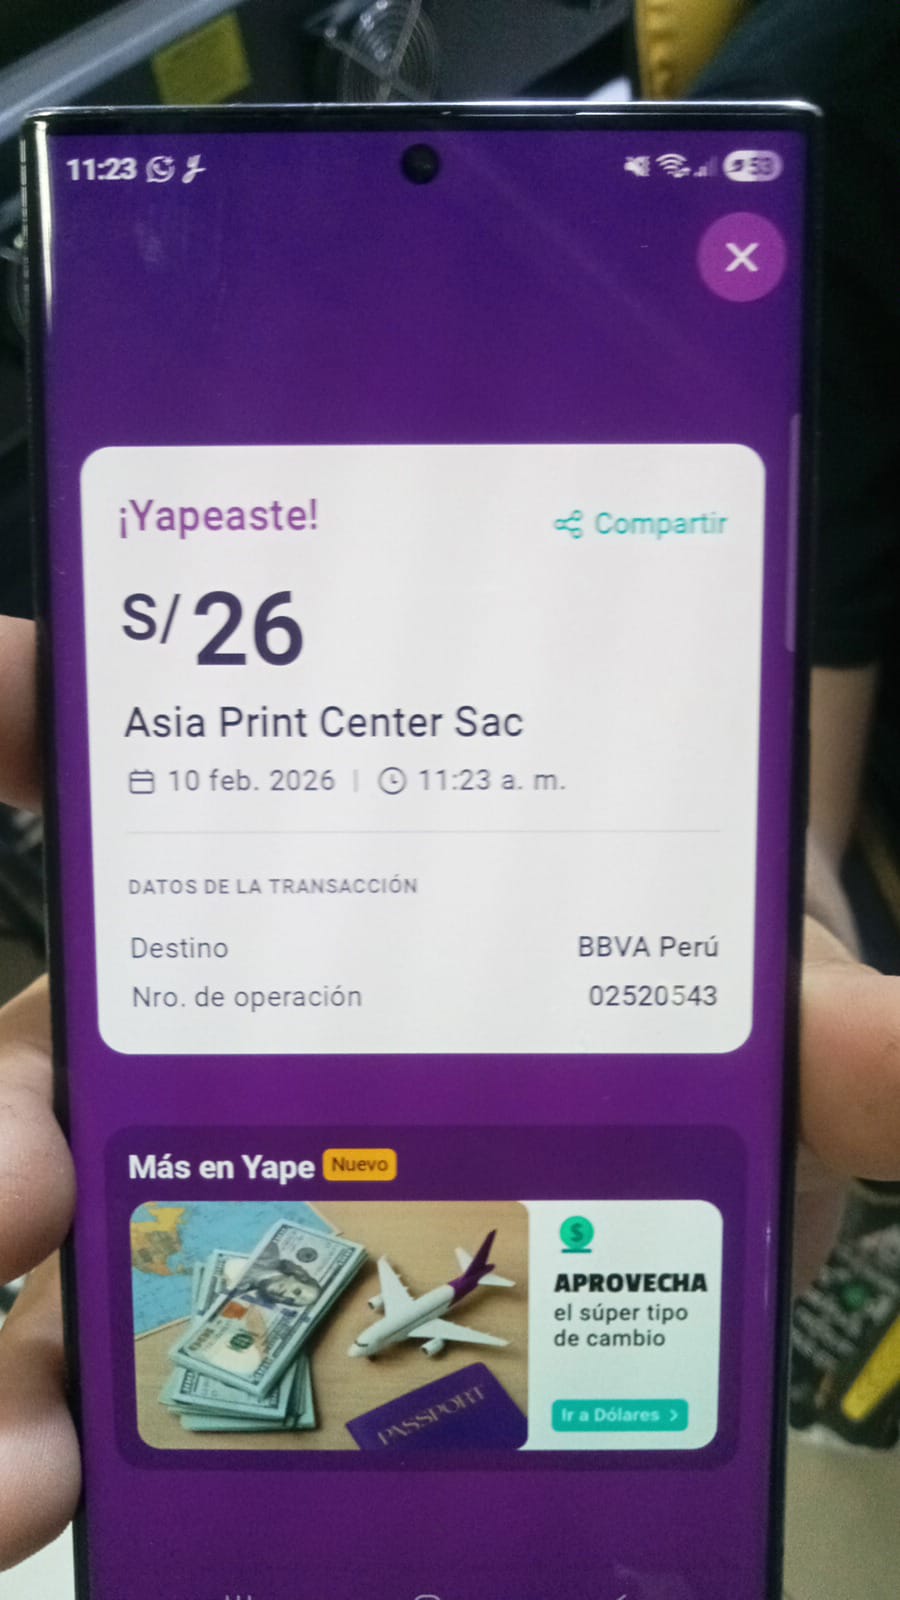 11:23
53
¡Yapeaste!
Compartir
S/ 26
Asia Print Center Sac
10 feb. 2026 | 11:23 a. m.
DATOS DE LA TRANSACCIÓN
Destino BBVA Perú
Nro. de operación 02520543
Más en Yape Nuevo
APROVECHA
el súper tipo
de cambio
Ir a Dólares >
PASSPORT